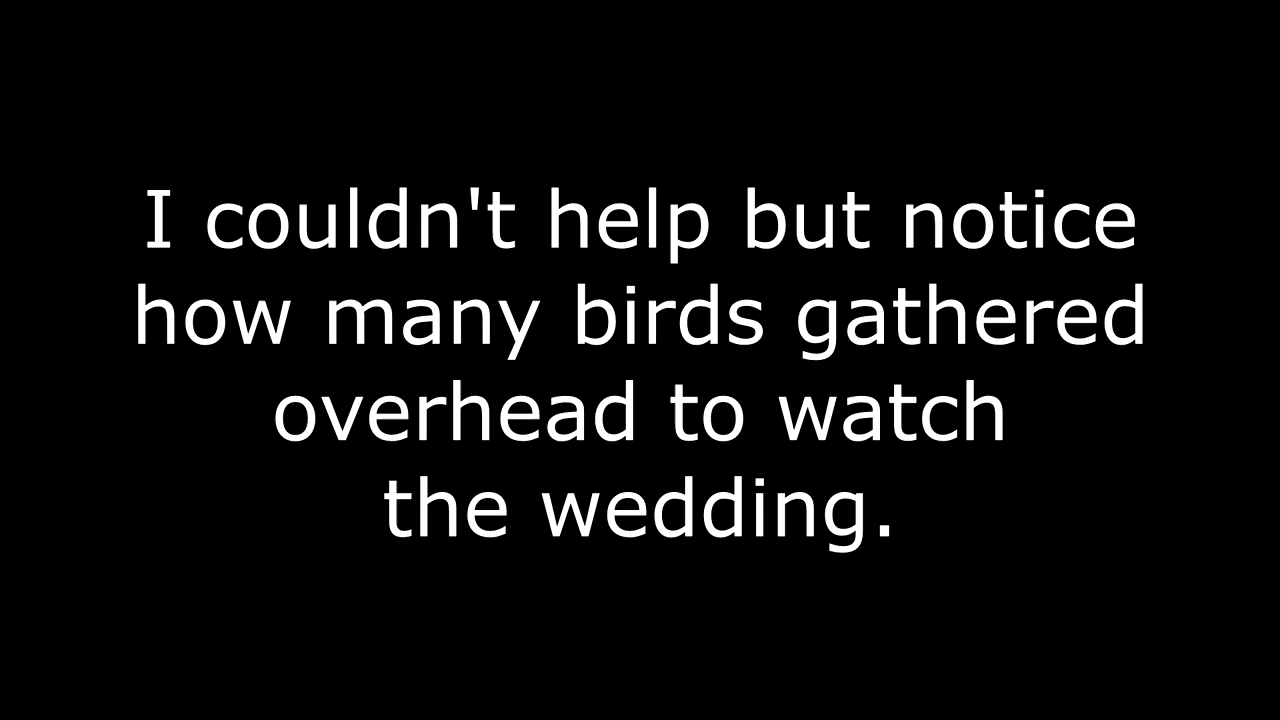 I couldn't help but notice
how many birds gathered
overhead to watch
the wedding.